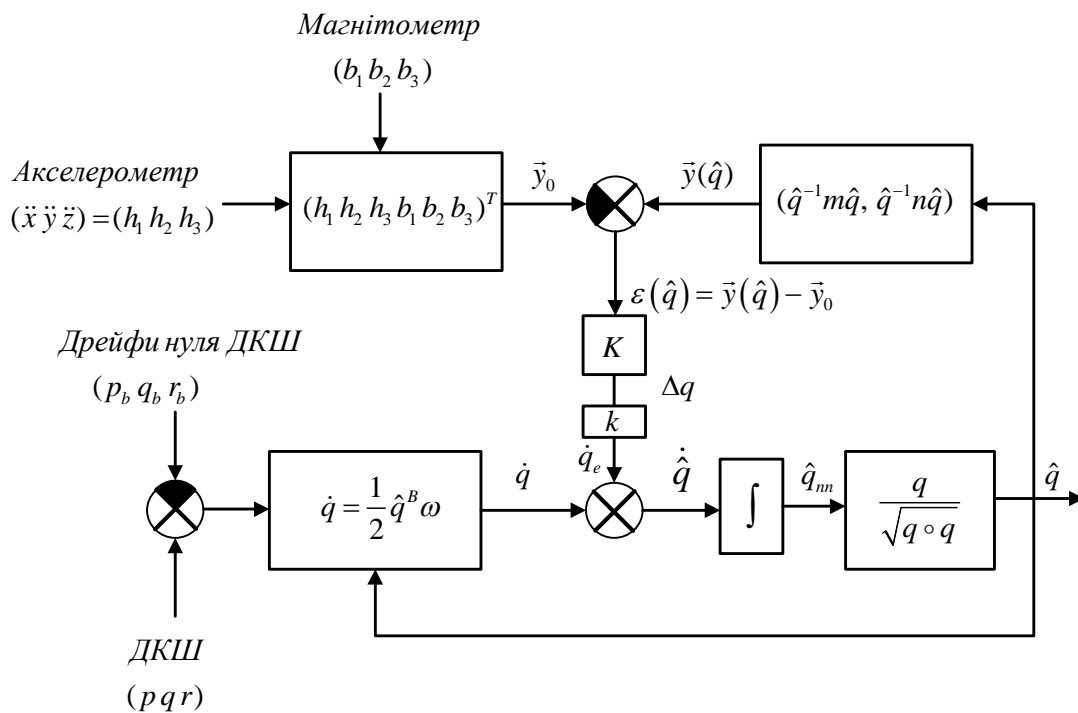 Магнітометр
(b₁ b₂ b₃)
Акселерометр
(ẍ ÿ z̈) = (h₁ h₂ h₃)
(h₁ h₂ h₃ b₁ b₂ b₃)ᵀ
y⃗₀
y⃗(q̂)
(q̂⁻¹mq̂, q̂⁻¹nq̂)
ε(q̂) = y⃗(q̂) − y⃗₀
K
Δq
k
q̇ₑ
Дрейфи нуля ДКШ
(p_b q_b r_b)
q̇ = 1/2 q̂ ᴮω
q̇
q̂̇
∫
q̂ₙₙ
q / √(q ∘ q)
q̂
ДКШ
(p q r)